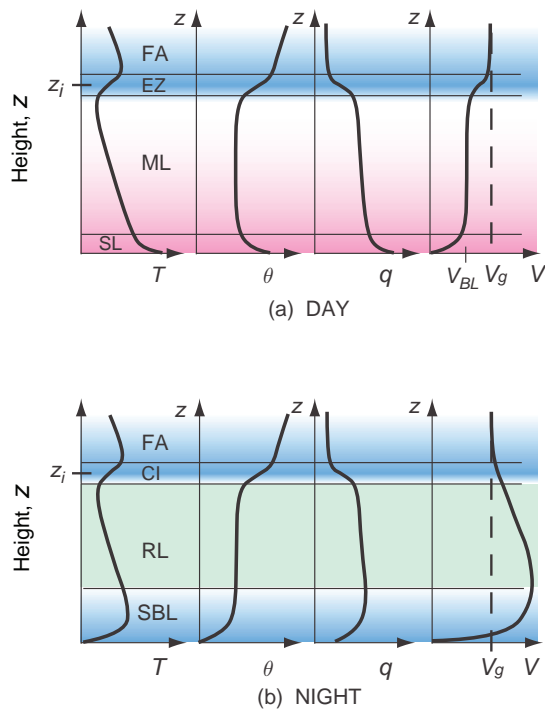 z z z
FA
z_i EZ
Height, z
ML
SL
T θ q V_BL V_g V
(a) DAY
z z z
FA
z_i CI
Height, z
RL
SBL
T θ q V_g V
(b) NIGHT